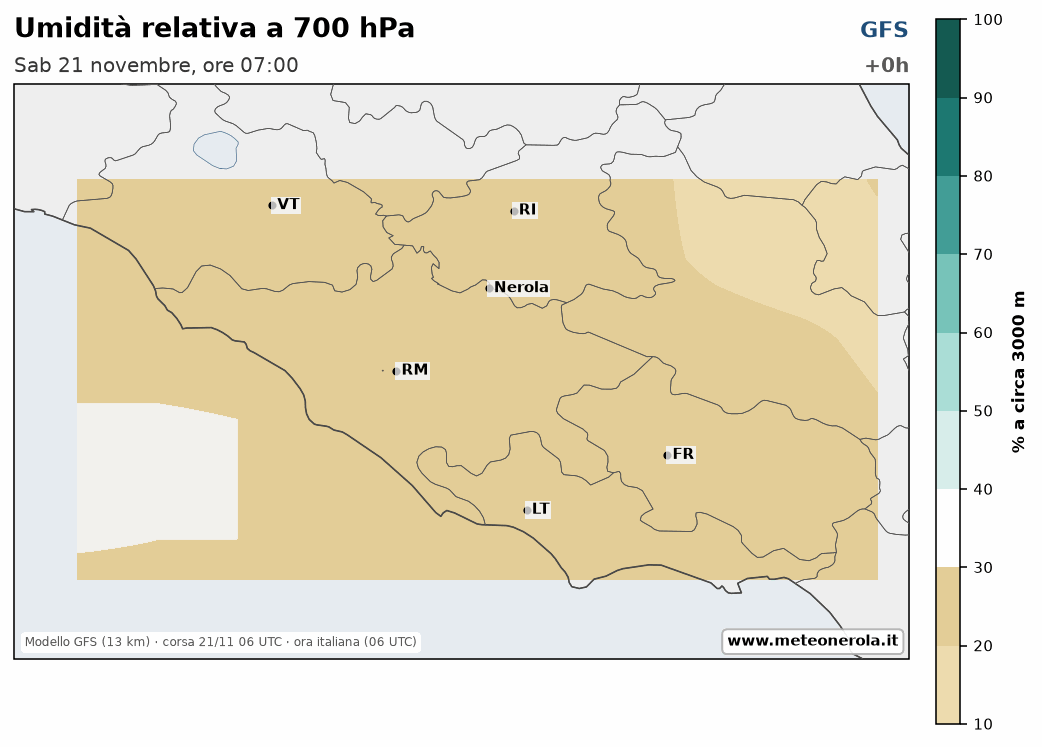 Umidità relativa a 700 hPa
GFS
Sab 21 novembre, ore 07:00
+0h
VT
RI
Nerola
RM
FR
LT
Modello GFS (13 km) · corsa 21/11 06 UTC · ora italiana (06 UTC)
www.meteonerola.it
100
90
80
70
60
50
40
30
20
10
% a circa 3000 m